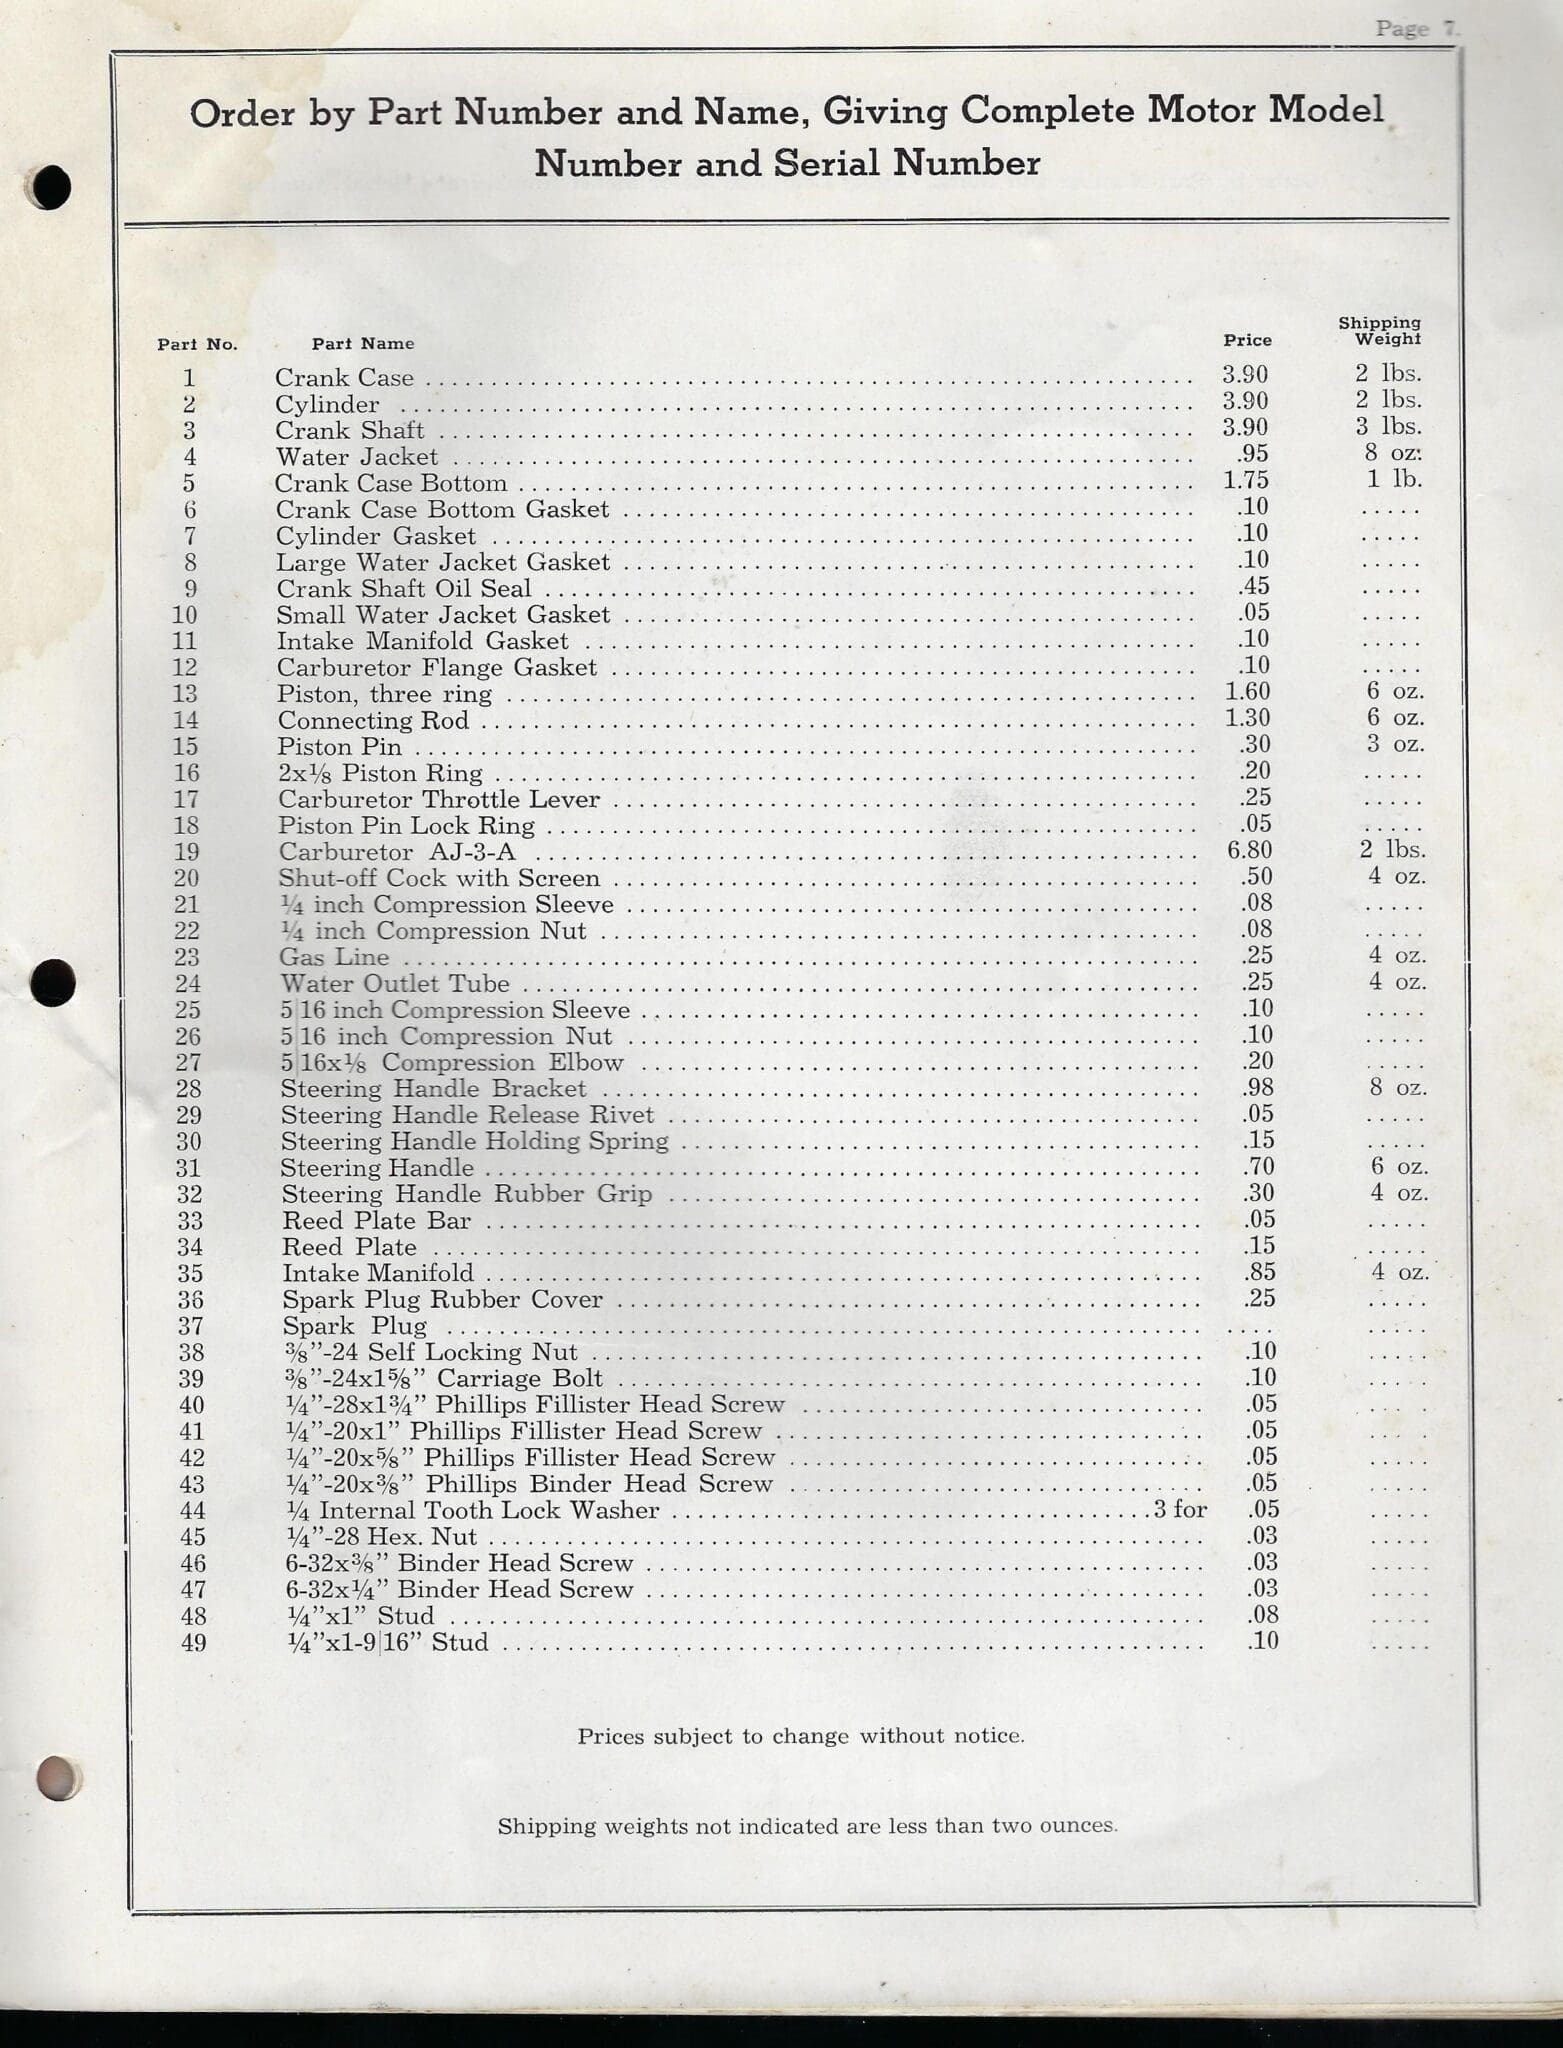 Page 7.
Order by Part Number and Name, Giving Complete Motor Model
Number and Serial Number
Part No. Part Name Price Shipping Weight
1 Crank Case 3.90 2 lbs.
2 Cylinder 3.90 2 lbs.
3 Crank Shaft 3.90 3 lbs.
4 Water Jacket .95 8 oz.
5 Crank Case Bottom 1.75 1 lb.
6 Crank Case Bottom Gasket .10 .....
7 Cylinder Gasket .10 .....
8 Large Water Jacket Gasket .10 .....
9 Crank Shaft Oil Seal .45 .....
10 Small Water Jacket Gasket .05 .....
11 Intake Manifold Gasket .10 .....
12 Carburetor Flange Gasket .10 .....
13 Piston, three ring 1.60 6 oz.
14 Connecting Rod 1.30 6 oz.
15 Piston Pin .30 3 oz.
16 2x⅛ Piston Ring .20 .....
17 Carburetor Throttle Lever .25 .....
18 Piston Pin Lock Ring .05 .....
19 Carburetor AJ-3-A 6.80 2 lbs.
20 Shut-off Cock with Screen .50 4 oz.
21 ¼ inch Compression Sleeve .08 .....
22 ¼ inch Compression Nut .08 .....
23 Gas Line .25 4 oz.
24 Water Outlet Tube .25 4 oz.
25 5|16 inch Compression Sleeve .10 .....
26 5|16 inch Compression Nut .10 .....
27 5|16x⅛ Compression Elbow .20 .....
28 Steering Handle Bracket .98 8 oz.
29 Steering Handle Release Rivet .05 .....
30 Steering Handle Holding Spring .15 .....
31 Steering Handle .70 6 oz.
32 Steering Handle Rubber Grip .30 4 oz.
33 Reed Plate Bar .05 .....
34 Reed Plate .15 .....
35 Intake Manifold .85 4 oz.
36 Spark Plug Rubber Cover .25 .....
37 Spark Plug .... .....
38 ⅜”-24 Self Locking Nut .10 .....
39 ⅜”-24x1⅝” Carriage Bolt .10 .....
40 ¼”-28x1¾” Phillips Fillister Head Screw .05 .....
41 ¼”-20x1” Phillips Fillister Head Screw .05 .....
42 ¼”-20x⅝” Phillips Fillister Head Screw .05 .....
43 ¼”-20x⅜” Phillips Binder Head Screw .05 .....
44 ¼ Internal Tooth Lock Washer 3 for .05 .....
45 ¼”-28 Hex. Nut .03 .....
46 6-32x⅜” Binder Head Screw .03 .....
47 6-32x¼” Binder Head Screw .03 .....
48 ¼”x1” Stud .08 .....
49 ¼”x1-9|16” Stud .10 .....
Prices subject to change without notice.
Shipping weights not indicated are less than two ounces.